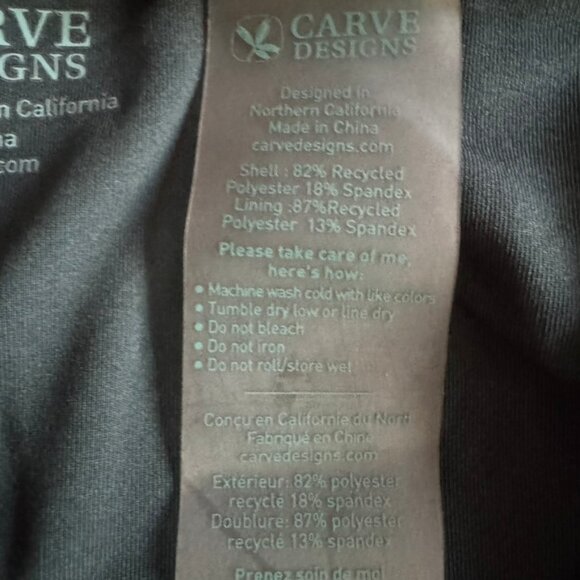 RVE
GNS
n California
na
com
CARVE
DESIGNS
Designed in
Northern California
Made in China
carvedesigns.com
Shell : 82% Recycled
Polyester 18% Spandex
Lining :87%Recycled
Polyester 13% Spandex
Please take care of me,
here's how:
• Machine wash cold with like colors
• Tumble dry low or line dry
• Do not bleach
• Do not iron
• Do not roll/store wet
Conçu en Californie du Nord
Fabriqué en Chine
carvedesigns.com
Extérieur: 82% polyester
recyclé 18% spandex
Doublure: 87% polyester
recyclé 13% spandex
Prenez soin de moi